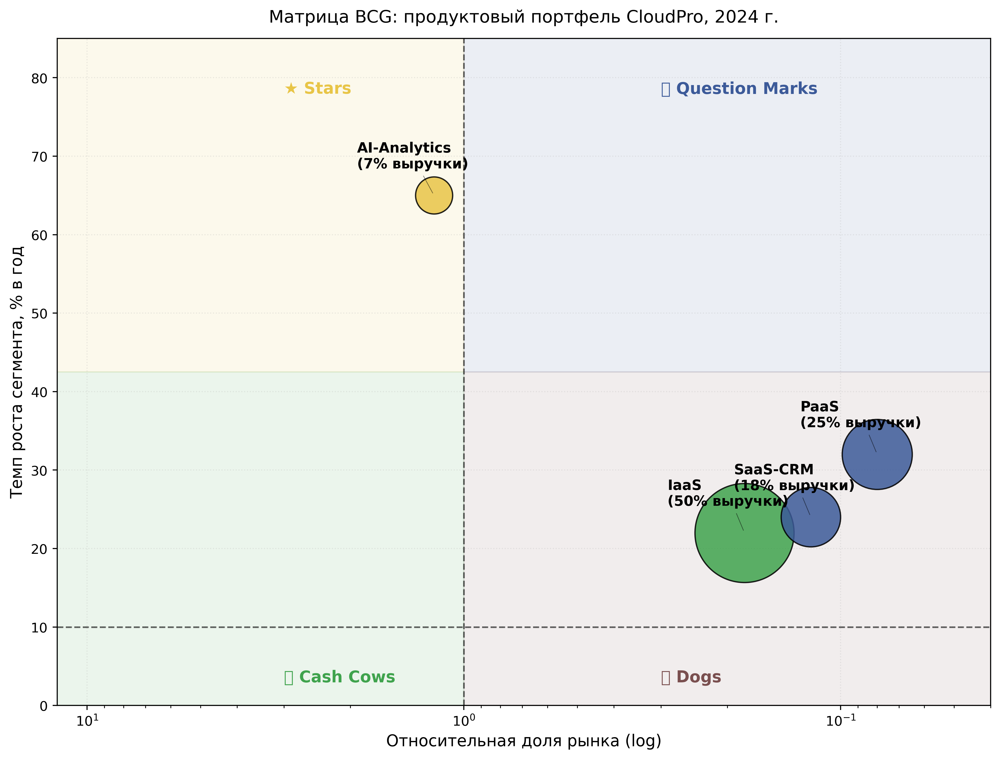 Матрица BCG: продуктовый портфель CloudPro, 2024 г.
Темп роста сегмента, % в год
80
70
60
50
40
30
20
10
0
★ Stars
Question Marks
AI-Analytics
(7% выручки)
PaaS
(25% выручки)
SaaS-CRM
(18% выручки)
IaaS
(50% выручки)
Cash Cows
Dogs
10¹
10⁰
10⁻¹
Относительная доля рынка (log)